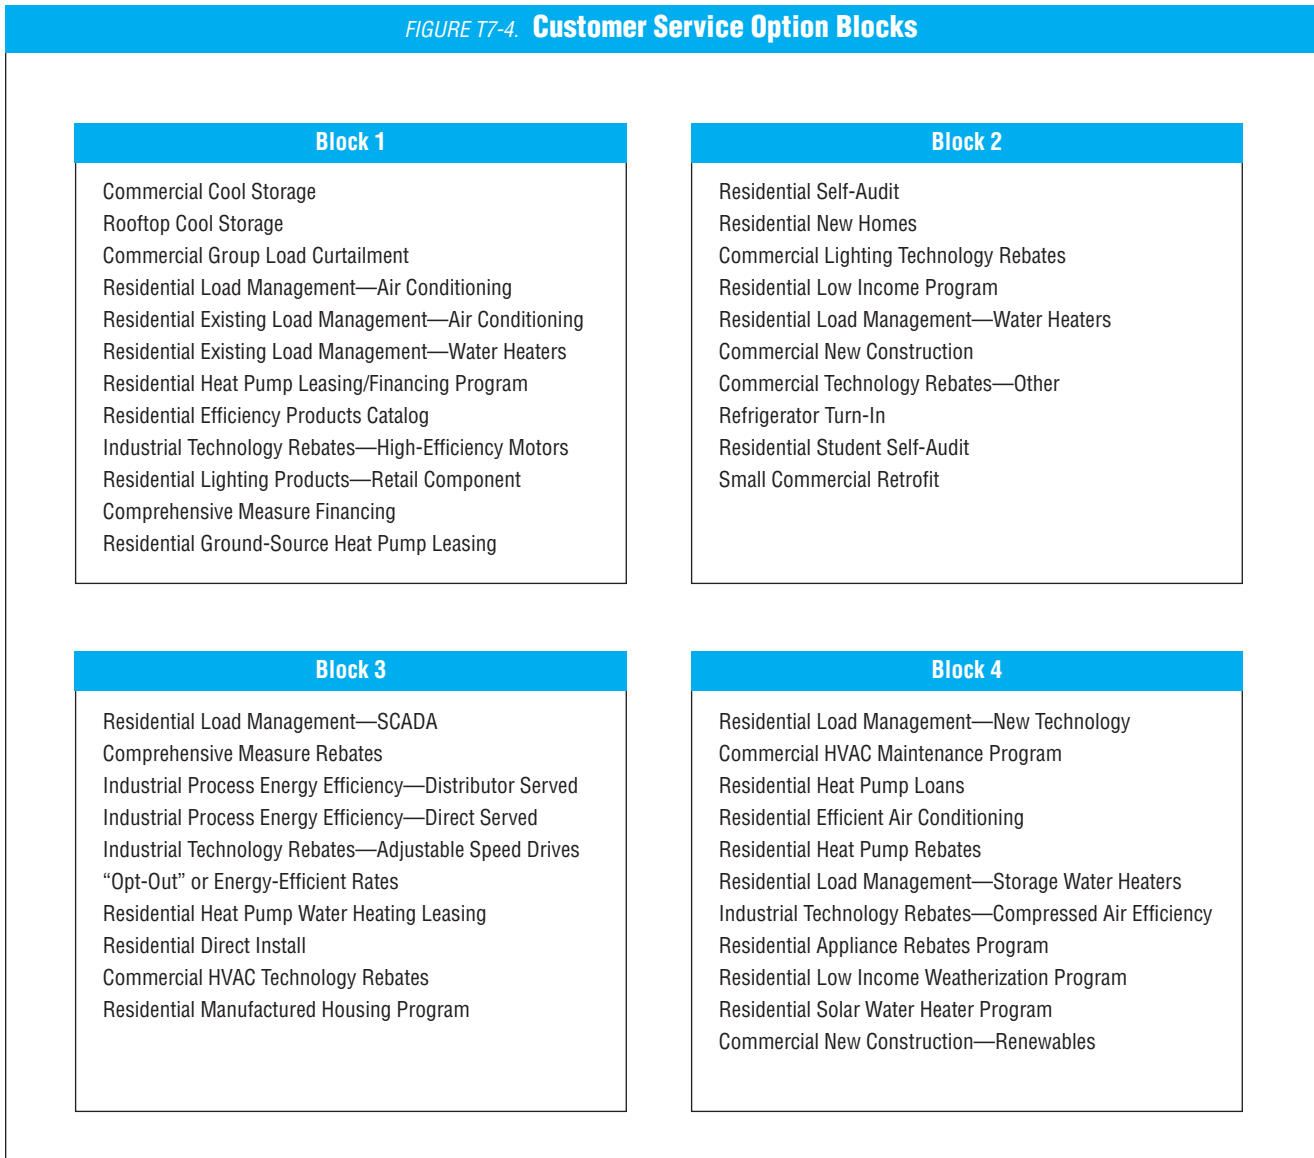 FIGURE T7-4. Customer Service Option Blocks
Block 1
Commercial Cool Storage
Rooftop Cool Storage
Commercial Group Load Curtailment
Residential Load Management—Air Conditioning
Residential Existing Load Management—Air Conditioning
Residential Existing Load Management—Water Heaters
Residential Heat Pump Leasing/Financing Program
Residential Efficiency Products Catalog
Industrial Technology Rebates—High-Efficiency Motors
Residential Lighting Products—Retail Component
Comprehensive Measure Financing
Residential Ground-Source Heat Pump Leasing
Block 2
Residential Self-Audit
Residential New Homes
Commercial Lighting Technology Rebates
Residential Low Income Program
Residential Load Management—Water Heaters
Commercial New Construction
Commercial Technology Rebates—Other
Refrigerator Turn-In
Residential Student Self-Audit
Small Commercial Retrofit
Block 3
Residential Load Management—SCADA
Comprehensive Measure Rebates
Industrial Process Energy Efficiency—Distributor Served
Industrial Process Energy Efficiency—Direct Served
Industrial Technology Rebates—Adjustable Speed Drives
“Opt-Out” or Energy-Efficient Rates
Residential Heat Pump Water Heating Leasing
Residential Direct Install
Commercial HVAC Technology Rebates
Residential Manufactured Housing Program
Block 4
Residential Load Management—New Technology
Commercial HVAC Maintenance Program
Residential Heat Pump Loans
Residential Efficient Air Conditioning
Residential Heat Pump Rebates
Residential Load Management—Storage Water Heaters
Industrial Technology Rebates—Compressed Air Efficiency
Residential Appliance Rebates Program
Residential Low Income Weatherization Program
Residential Solar Water Heater Program
Commercial New Construction—Renewables